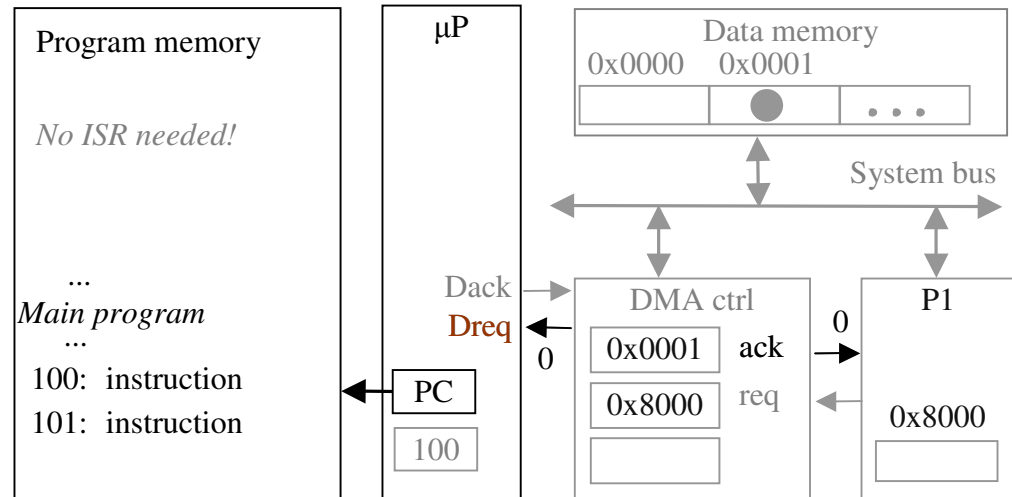 Program memory
No ISR needed!
...
Main program
...
100: instruction
101: instruction
μP
Dack
Dreq
0
PC
100
Data memory
0x0000 0x0001
...
System bus
DMA ctrl
0x0001
0x8000
ack
req
0
P1
0x8000